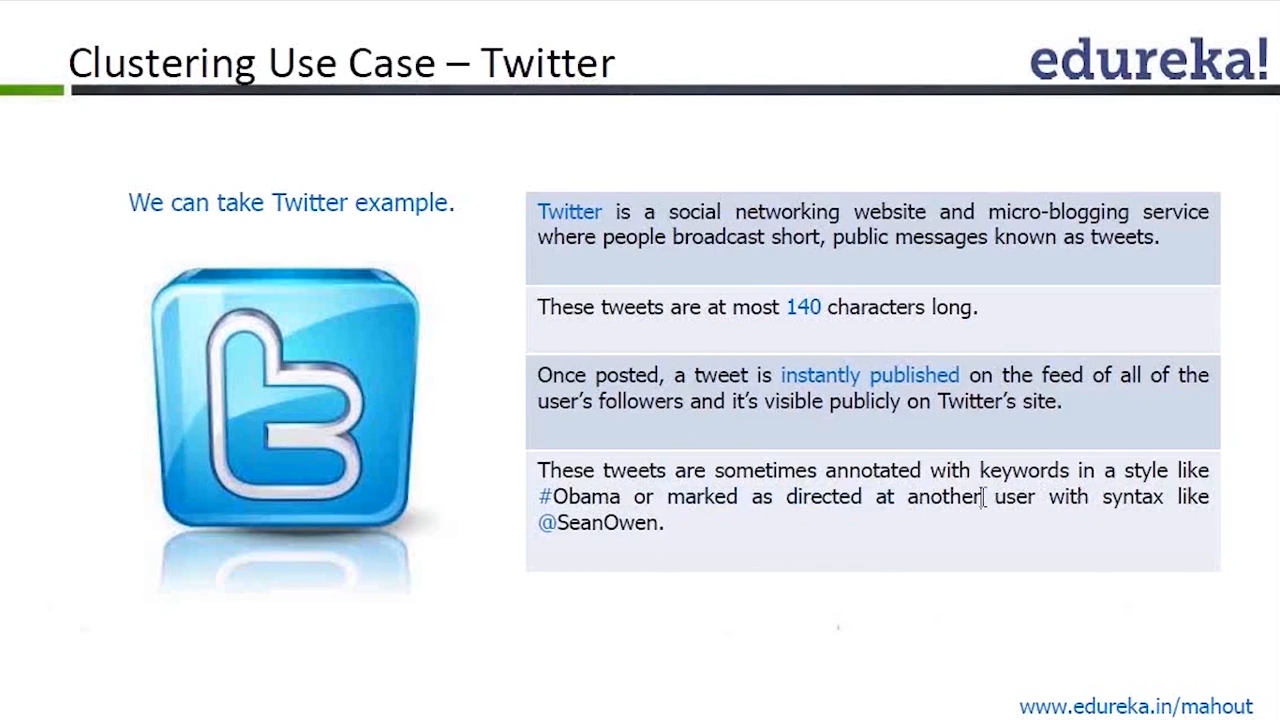 Clustering Use Case – Twitter
edureka!
We can take Twitter example.
Twitter is a social networking website and micro-blogging service
where people broadcast short, public messages known as tweets.
These tweets are at most 140 characters long.
Once posted, a tweet is instantly published on the feed of all of the
user’s followers and it’s visible publicly on Twitter’s site.
These tweets are sometimes annotated with keywords in a style like
#Obama or marked as directed at another user with syntax like
@SeanOwen.
t
www.edureka.in/mahout